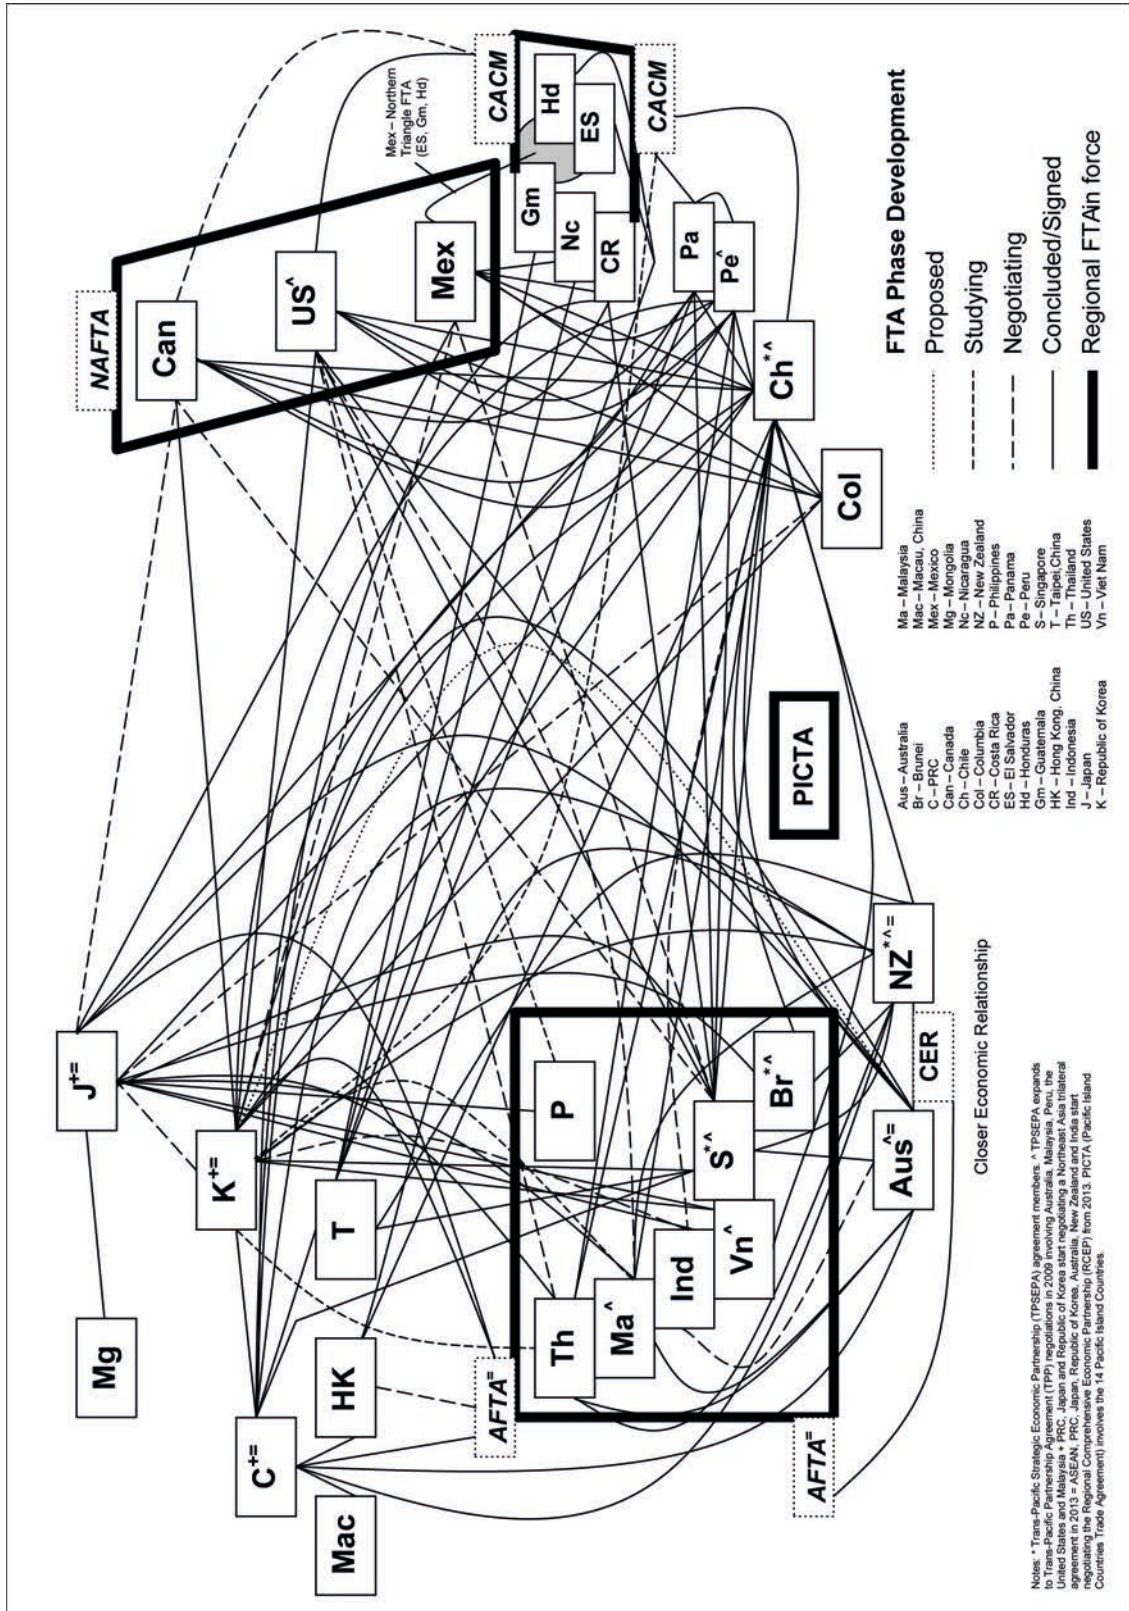 Mg
J+=
NAFTA
Can
K+=
C+=
US^
Mac
HK
T
Mex
Mex – Northern
Triangle FTA
(ES, Gm, Hd)
AFTA=
CACM
Th
P
Gm
Hd
Ma^
Nc
ES
Ind
CR
S*^
Vn^
CACM
Pa
Pe^
Br*^
Ch*^
AFTA=
PICTA
Col
Aus^=
NZ*^=
CER
Closer Economic Relationship
Aus – Australia
Br – Brunei
C – PRC
Can – Canada
Ch – Chile
Col – Columbia
CR – Costa Rica
ES – El Salvador
Hd – Honduras
Gm – Guatemala
HK – Hong Kong, China
Ind – Indonesia
J – Japan
K – Republic of Korea
Ma – Malaysia
Mac – Macau, China
Mex – Mexico
Mg – Mongolia
Nc – Nicaragua
NZ – New Zealand
P – Philippines
Pa – Panama
Pe – Peru
S – Singapore
T – Taipei,China
Th – Thailand
US – United States
Vn – Viet Nam
FTA Phase Development
Proposed
Studying
Negotiating
Concluded/Signed
Regional FTAin force
Notes: * Trans-Pacific Strategic Economic Partnership (TPSEPA) agreement members. ^ TPSEPA expands
to Trans-Pacific Partnership Agreement (TPP) negotiations in 2009 involving Australia, Malaysia, Peru, the
United States and Malaysia + PRC, Japan and Republic of Korea start negotiating a Northeast Asia trilateral
agreement in 2013 = ASEAN, PRC, Japan, Republic of Korea, Australia, New Zealand and India start
negotiating the Regional Comprehensive Economic Partnership (RCEP) from 2013. PICTA (Pacific Island
Countries Trade Agreement) involves the 14 Pacific Island Countries.